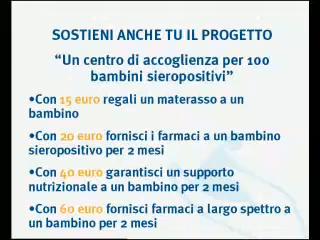 SOSTIENI ANCHE TU IL PROGETTO
“Un centro di accoglienza per 100
bambini sieropositivi”
•Con 15 euro regali un materasso a un
bambino
•Con 20 euro fornisci i farmaci a un bambino
sieropositivo per 2 mesi
•Con 40 euro garantisci un supporto
nutrizionale a un bambino per 2 mesi
•Con 60 euro fornisci farmaci a largo spettro a
un bambino per 2 mesi